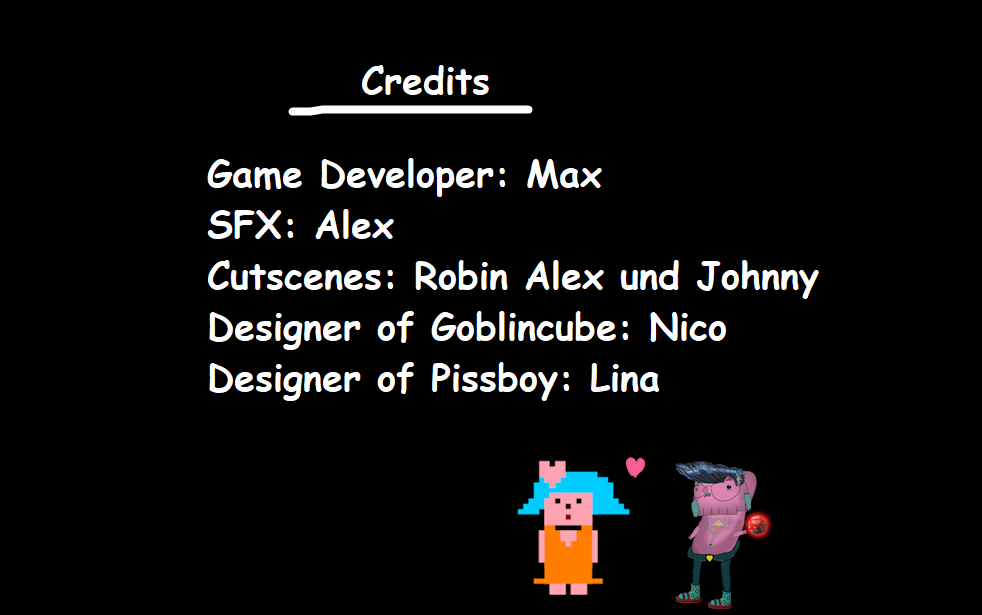 Credits
Game Developer: Max
SFX: Alex
Cutscenes: Robin Alex und Johnny
Designer of Goblincube: Nico
Designer of Pissboy: Lina